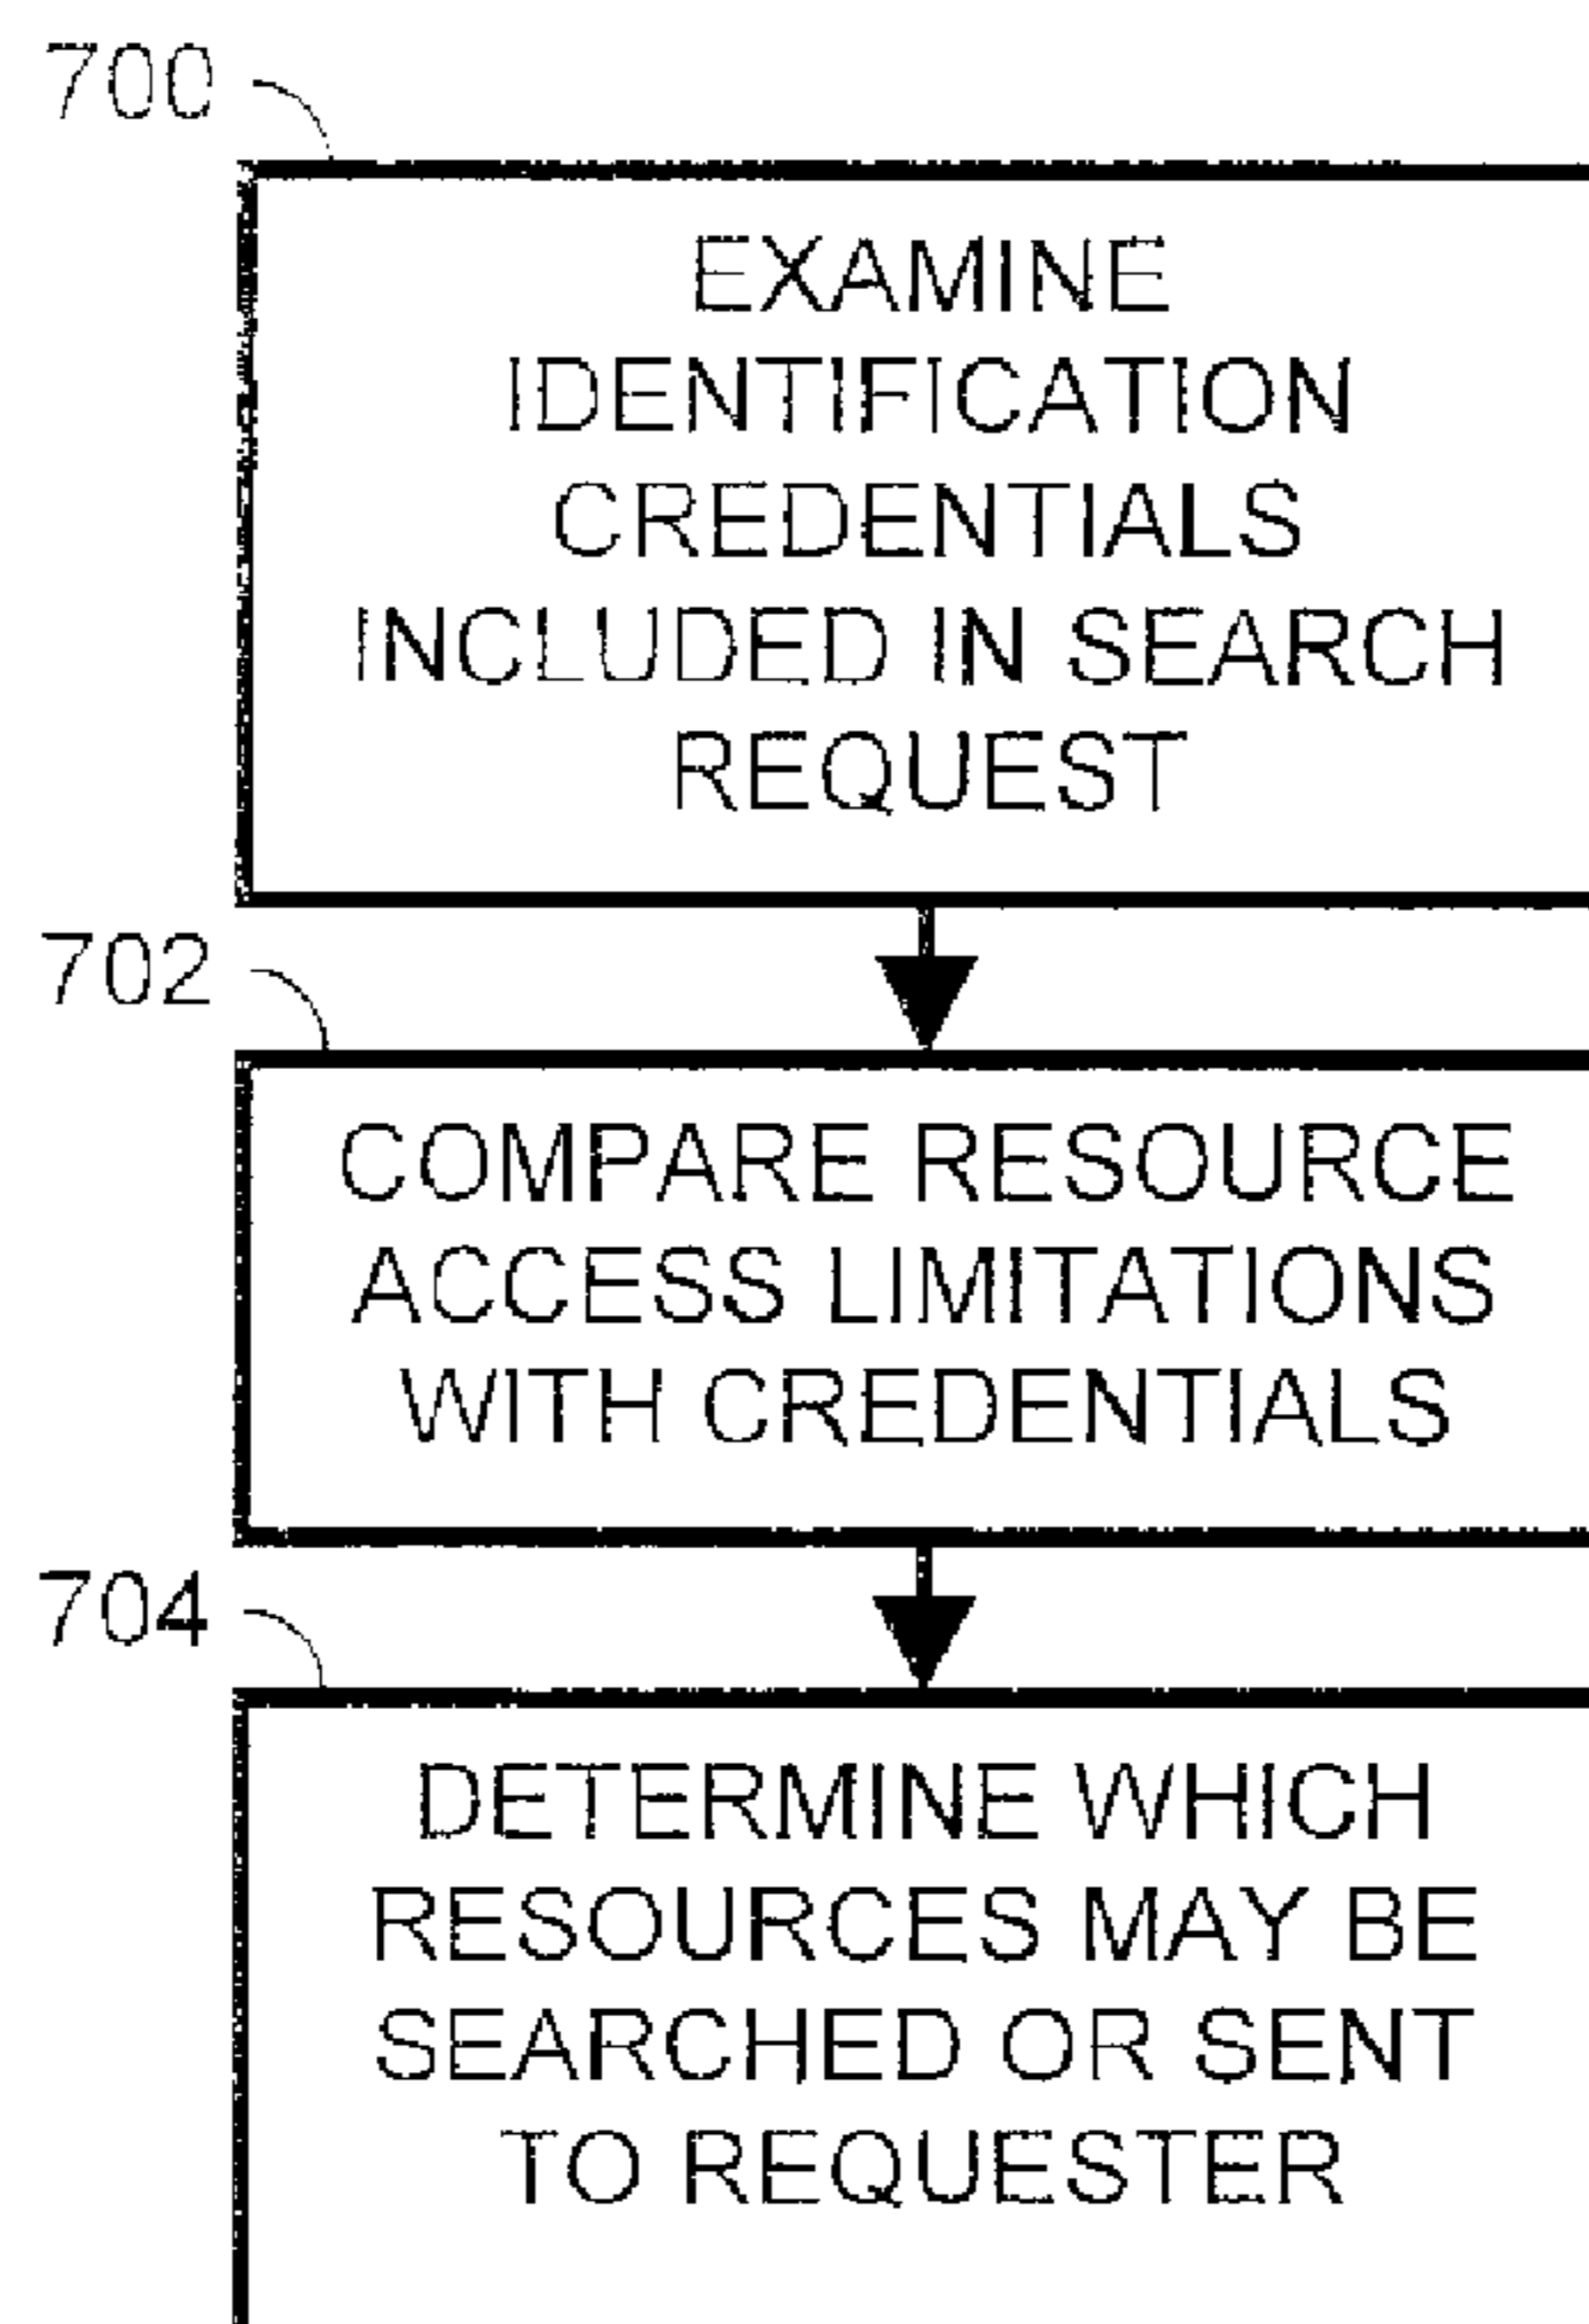 700
EXAMINE
IDENTIFICATION
CREDENTIALS
INCLUDED IN SEARCH
REQUEST
702
COMPARE RESOURCE
ACCESS LIMITATIONS
WITH CREDENTIALS
704
DETERMINE WHICH
RESOURCES MAY BE
SEARCHED OR SENT
TO REQUESTER